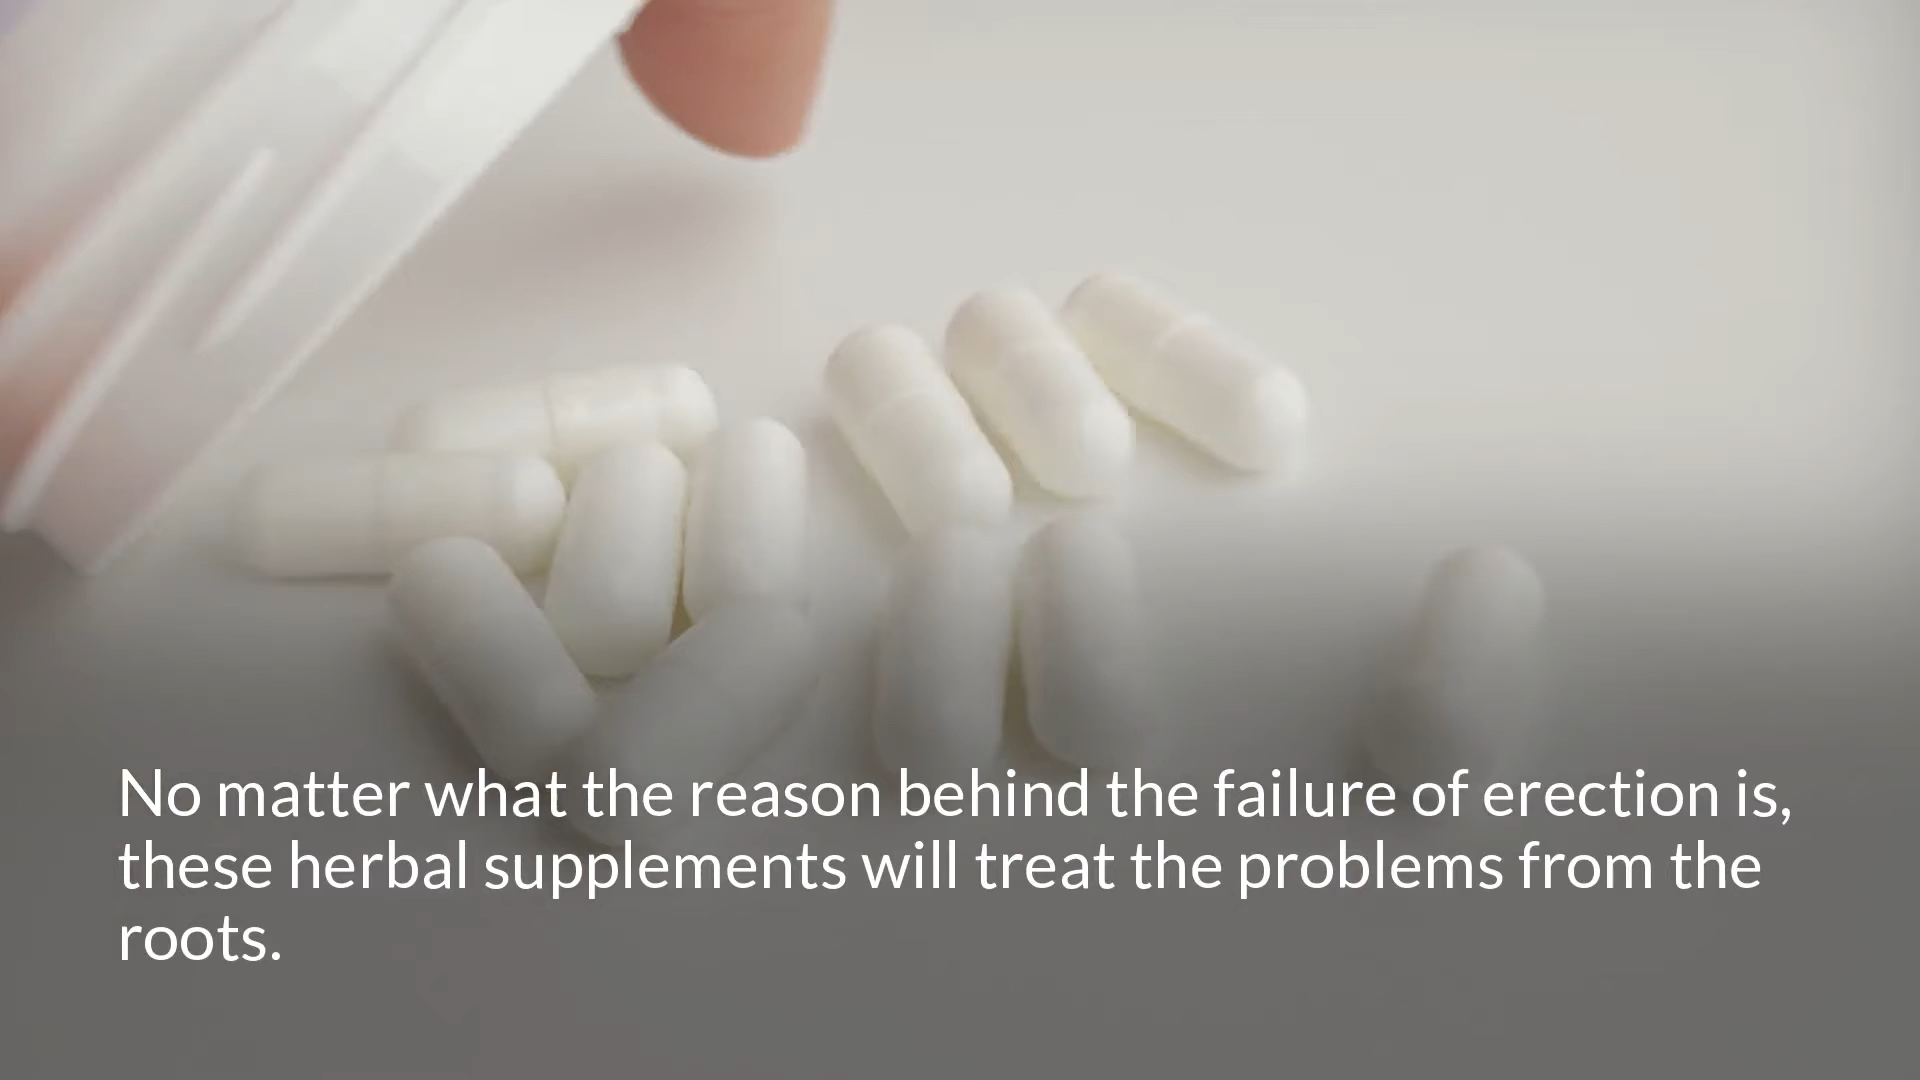 No matter what the reason behind the failure of erection is,
these herbal supplements will treat the problems from the
roots.